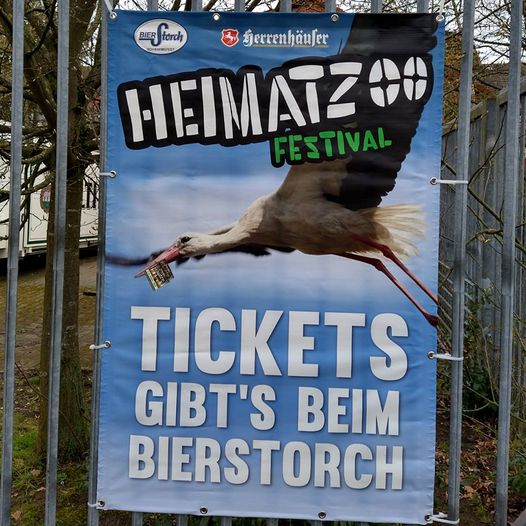 BIER Storch
Herrenhäuser
HEIMATZOO
FESTIVAL
TICKETS
GIBT'S BEIM
BIERSTORCH